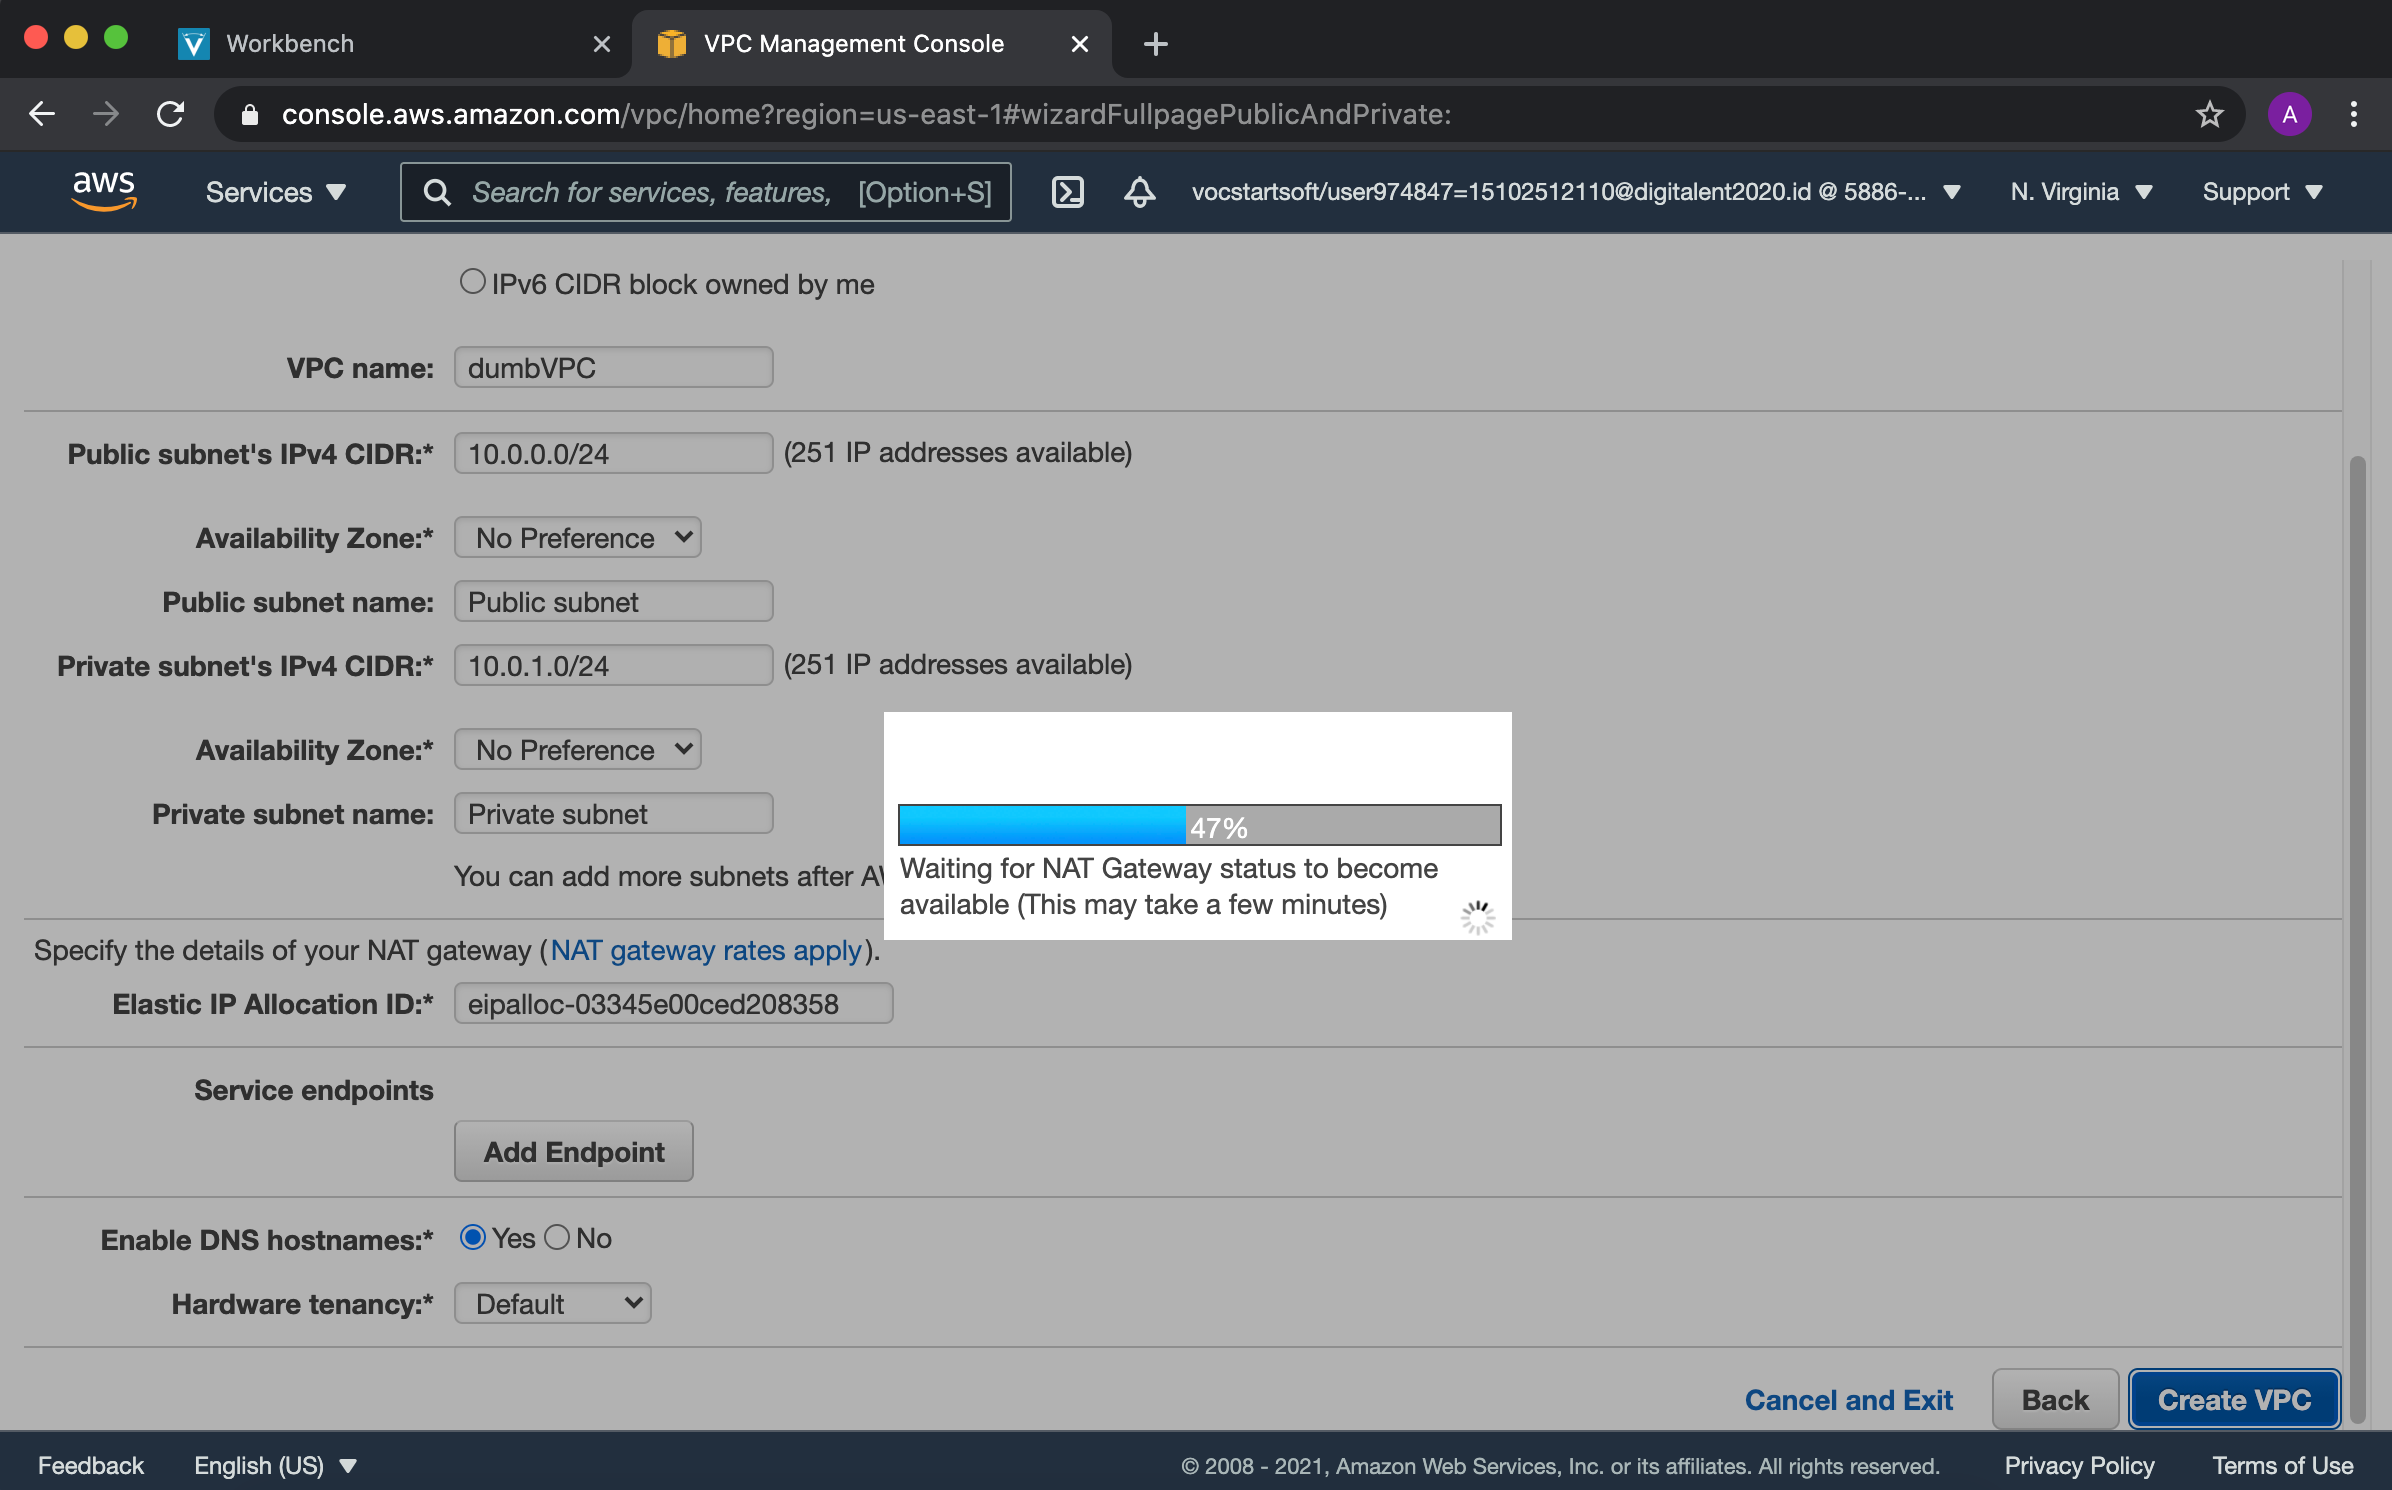 Workbench
VPC Management Console
console.aws.amazon.com/vpc/home?region=us-east-1#wizardFullpagePublicAndPrivate:
A
aws
Services
Search for services, features, [Option+S]
vocstartsoft/user974847=15102512110@digitalent2020.id @ 5886-...
N. Virginia
Support
IPv6 CIDR block owned by me
VPC name: dumbVPC
Public subnet's IPv4 CIDR:* 10.0.0.0/24 (251 IP addresses available)
Availability Zone:* No Preference
Public subnet name: Public subnet
Private subnet's IPv4 CIDR:* 10.0.1.0/24 (251 IP addresses available)
Availability Zone:* No Preference
Private subnet name: Private subnet
You can add more subnets after
47%
Waiting for NAT Gateway status to become
available (This may take a few minutes)
Specify the details of your NAT gateway (NAT gateway rates apply).
Elastic IP Allocation ID:* eipalloc-03345e00ced208358
Service endpoints
Add Endpoint
Enable DNS hostnames:* Yes No
Hardware tenancy:* Default
Cancel and Exit
Back
Create VPC
Feedback
English (US)
© 2008 - 2021, Amazon Web Services, Inc. or its affiliates. All rights reserved.
Privacy Policy
Terms of Use